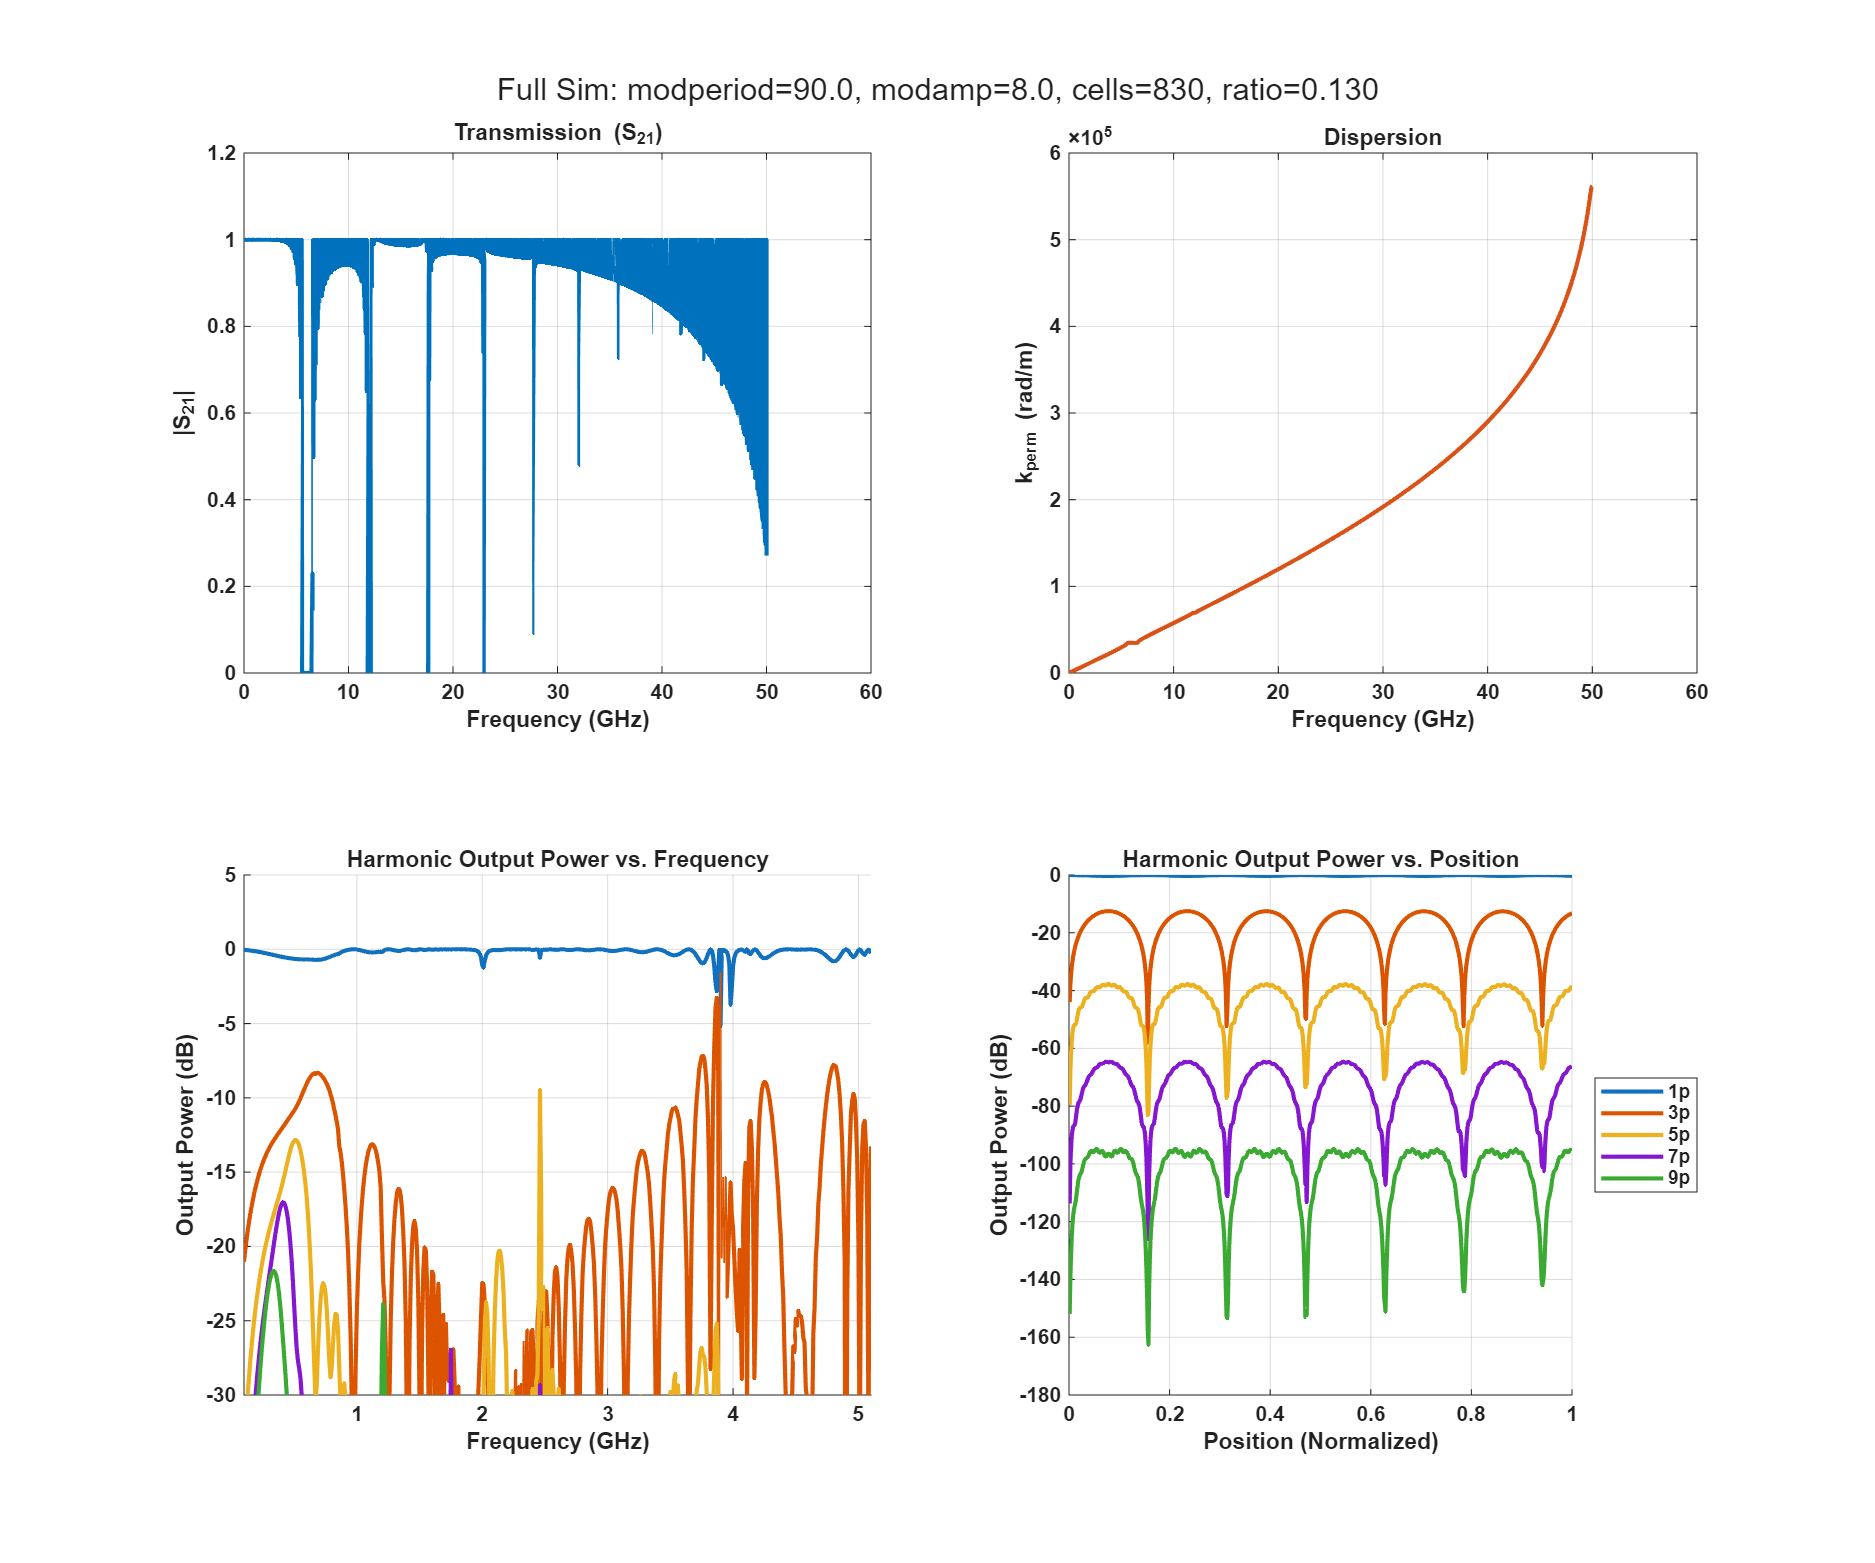 Full Sim: modperiod=90.0, modamp=8.0, cells=830, ratio=0.130
Transmission (S21)
1.2
1
0.8
0.6
0.4
0.2
0
|S21|
0 10 20 30 40 50 60
Frequency (GHz)
×10^5
Dispersion
6
5
4
3
2
1
0
kperm (rad/m)
0 10 20 30 40 50 60
Frequency (GHz)
Harmonic Output Power vs. Frequency
5
0
-5
-10
-15
-20
-25
-30
Output Power (dB)
1 2 3 4 5
Frequency (GHz)
Harmonic Output Power vs. Position
0
-20
-40
-60
-80
-100
-120
-140
-160
-180
Output Power (dB)
0 0.2 0.4 0.6 0.8 1
Position (Normalized)
1p
3p
5p
7p
9p